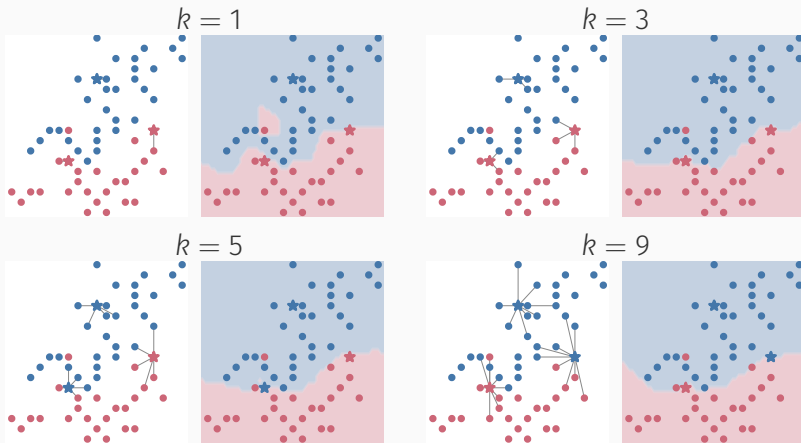 k = 1
k = 3
k = 5
k = 9